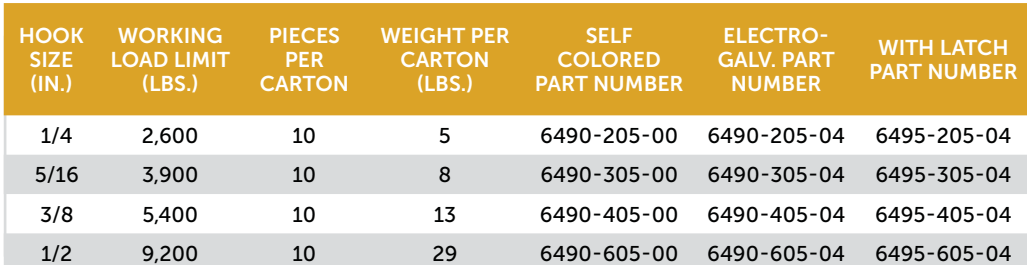 HOOK SIZE (IN.) WORKING LOAD LIMIT (LBS.) PIECES PER CARTON WEIGHT PER CARTON (LBS.) SELF COLORED PART NUMBER ELECTRO-GALV. PART NUMBER WITH LATCH PART NUMBER
1/4 2,600 10 5 6490-205-00 6490-205-04 6495-205-04
5/16 3,900 10 8 6490-305-00 6490-305-04 6495-305-04
3/8 5,400 10 13 6490-405-00 6490-405-04 6495-405-04
1/2 9,200 10 29 6490-605-00 6490-605-04 6495-605-04